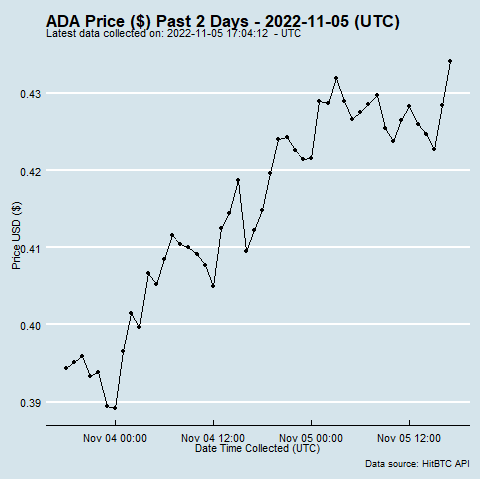 ADA Price ($) Past 2 Days - 2022-11-05 (UTC)
Latest data collected on: 2022-11-05 17:04:12 - UTC
Price USD ($)
0.43
0.42
0.41
0.40
0.39
Nov 04 00:00
Nov 04 12:00
Nov 05 00:00
Nov 05 12:00
Date Time Collected (UTC)
Data source: HitBTC API